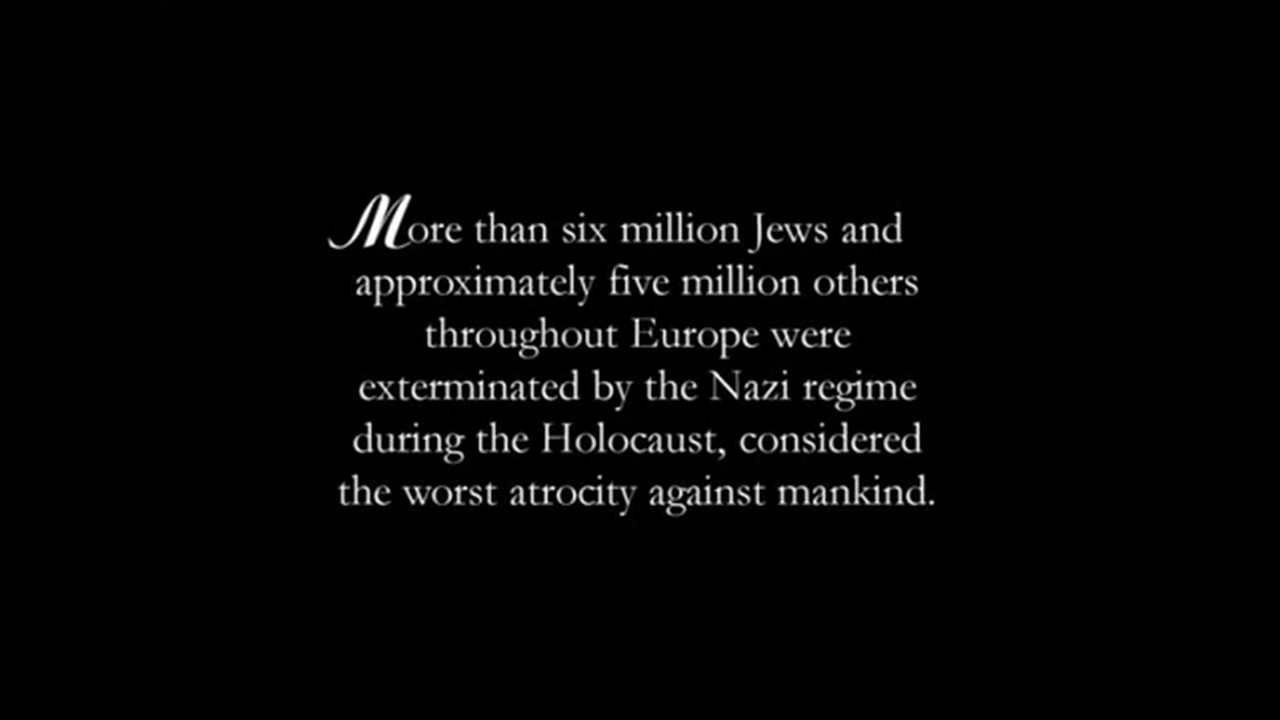 More than six million Jews and
approximately five million others
throughout Europe were
exterminated by the Nazi regime
during the Holocaust, considered
the worst atrocity against mankind.